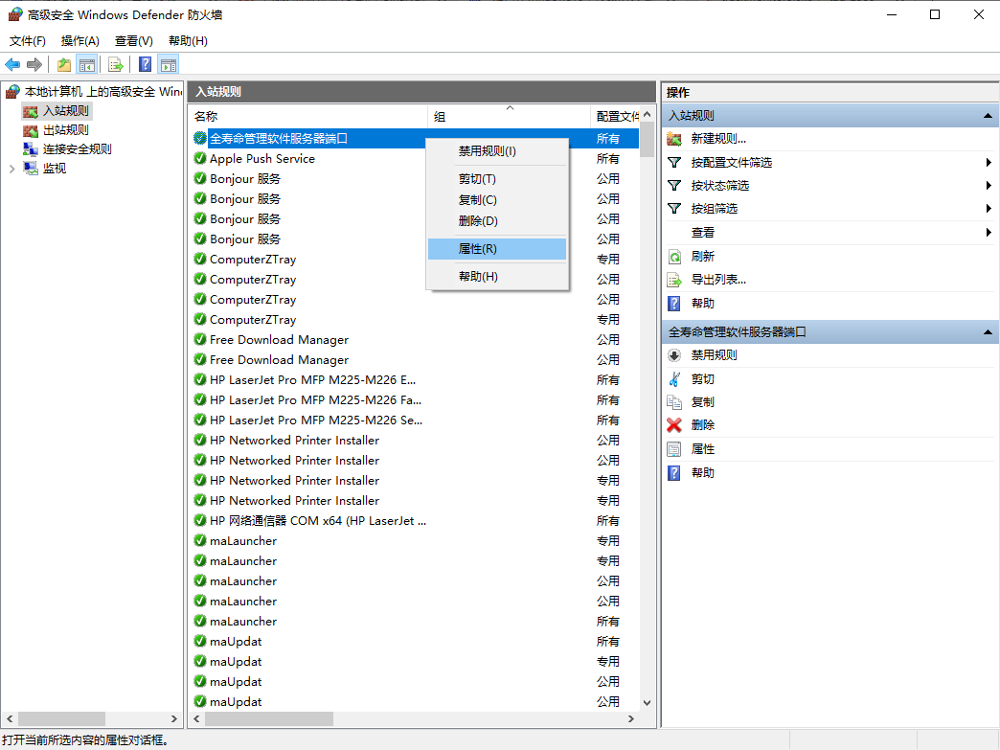 高级安全 Windows Defender 防火墙
文件(F) 操作(A) 查看(V) 帮助(H)
本地计算机 上的高级安全 Win
入站规则
出站规则
连接安全规则
监视
入站规则
名称 组 配置文件
全寿命管理软件服务器端口 所有
Apple Push Service 所有
Bonjour 服务 公用
Bonjour 服务 公用
Bonjour 服务 公用
Bonjour 服务 公用
ComputerZTray 专用
ComputerZTray 公用
ComputerZTray 公用
ComputerZTray 专用
Free Download Manager 公用
Free Download Manager 公用
HP LaserJet Pro MFP M225-M226 E... 所有
HP LaserJet Pro MFP M225-M226 Fa... 所有
HP LaserJet Pro MFP M225-M226 Se... 所有
HP Networked Printer Installer 公用
HP Networked Printer Installer 公用
HP Networked Printer Installer 专用
HP Networked Printer Installer 专用
HP 网络通信器 COM x64 (HP LaserJet ... 所有
maLauncher 专用
maLauncher 专用
maLauncher 公用
maLauncher 公用
maLauncher 所有
maUpdat 所有
maUpdat 专用
maUpdat 公用
maUpdat 公用
禁用规则(I)
剪切(T)
复制(C)
删除(D)
属性(R)
帮助(H)
操作
入站规则
新建规则...
按配置文件筛选
按状态筛选
按组筛选
查看
刷新
导出列表...
帮助
全寿命管理软件服务器端口
禁用规则
剪切
复制
删除
属性
帮助
打开当前所选内容的属性对话框。